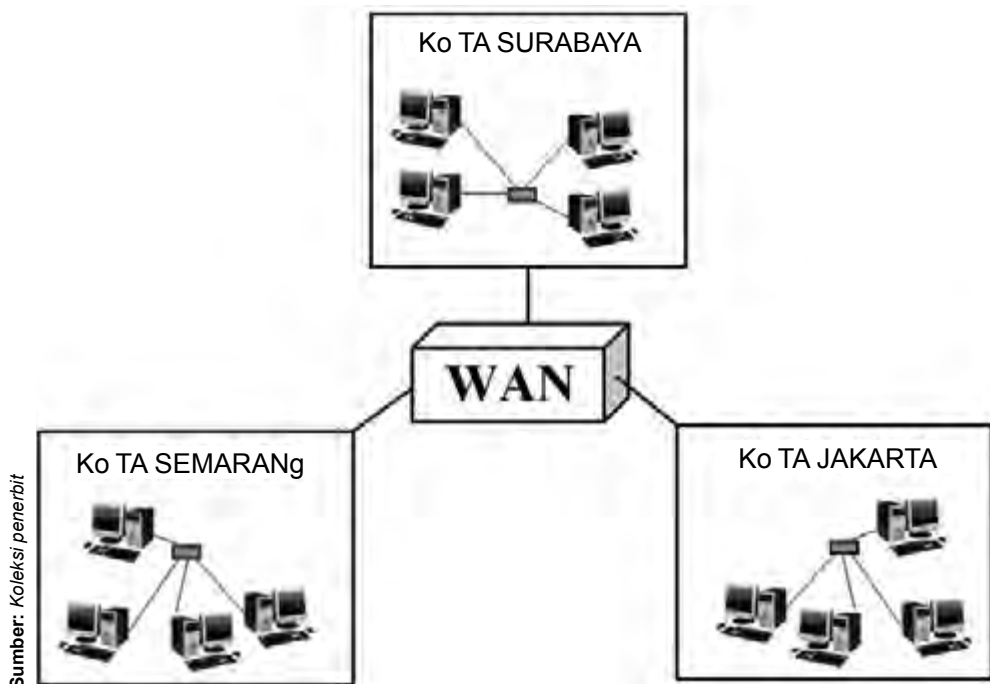 Ko TA SURABAYA
WAN
Ko TA SEMARANg
Ko TA JAKARTA
Sumber: Koleksi penerbit